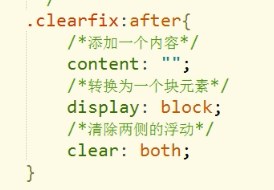 .clearfix:after{
/*添加一个内容*/
content: "";
/*转换为一个块元素*/
display: block;
/*清除两侧的浮动*/
clear: both;
}